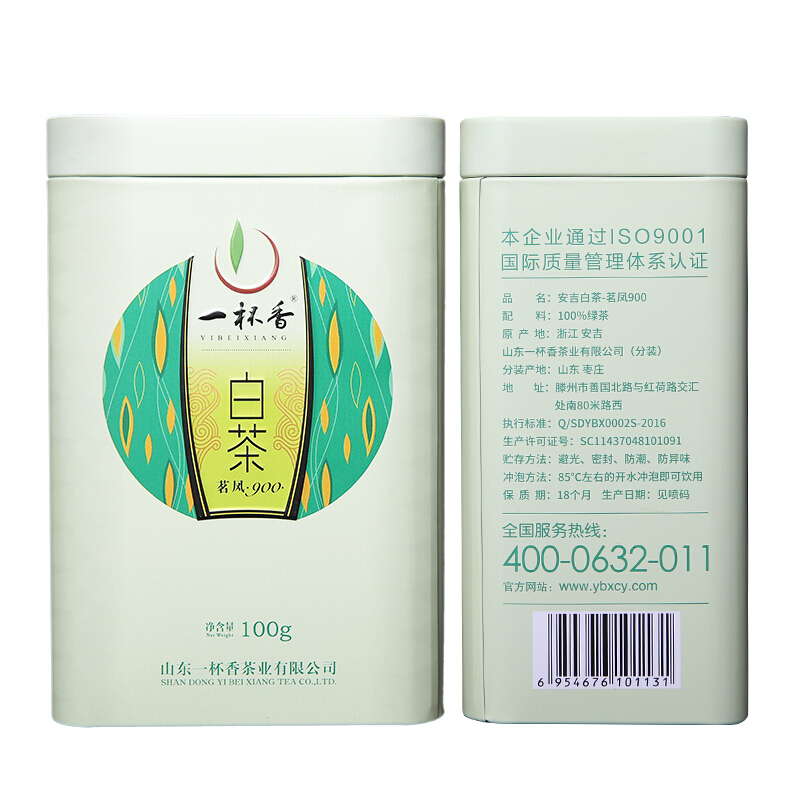 一杯香®
YIBEIXIANG
白茶
茗凤·900·
净含量 100g
Net Weight
山东一杯香茶业有限公司
SHAN DONG YI BEI XIANG TEA CO.,LTD.
本企业通过ISO9001
国际质量管理体系认证
品名：安吉白茶-茗凤900
配料：100%绿茶
原产地：浙江 安吉
山东一杯香茶业有限公司（分装）
分装产地：山东 枣庄
地址：滕州市善国北路与红荷路交汇
处南80米路西
执行标准：Q/SDYBX0002S-2016
生产许可证号：SC11437048101091
贮存方法：避光、密封、防潮、防异味
冲泡方法：85℃左右的开水冲泡即可饮用
保质期：18个月 生产日期：见喷码
全国服务热线：
400-0632-011
官方网站：www.ybxcy.com
6 954676 101131